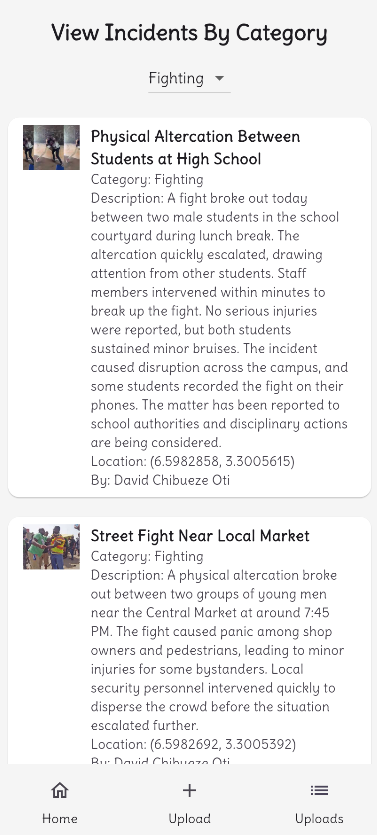 View Incidents By Category
Fighting
Physical Altercation Between
Students at High School
Category: Fighting
Description: A fight broke out today
between two male students in the school
courtyard during lunch break. The
altercation quickly escalated, drawing
attention from other students. Staff
members intervened within minutes to
break up the fight. No serious injuries
were reported, but both students
sustained minor bruises. The incident
caused disruption across the campus, and
some students recorded the fight on their
phones. The matter has been reported to
school authorities and disciplinary actions
are being considered.
Location: (6.5982858, 3.3005615)
By: David Chibueze Oti
Street Fight Near Local Market
Category: Fighting
Description: A physical altercation broke
out between two groups of young men
near the Central Market at around 7:45
PM. The fight caused panic among shop
owners and pedestrians, leading to minor
injuries for some bystanders. Local
security personnel intervened quickly to
disperse the crowd before the situation
escalated further.
Location: (6.5982692, 3.3005392)
By: David Chibueze Oti
Home
Upload
Uploads